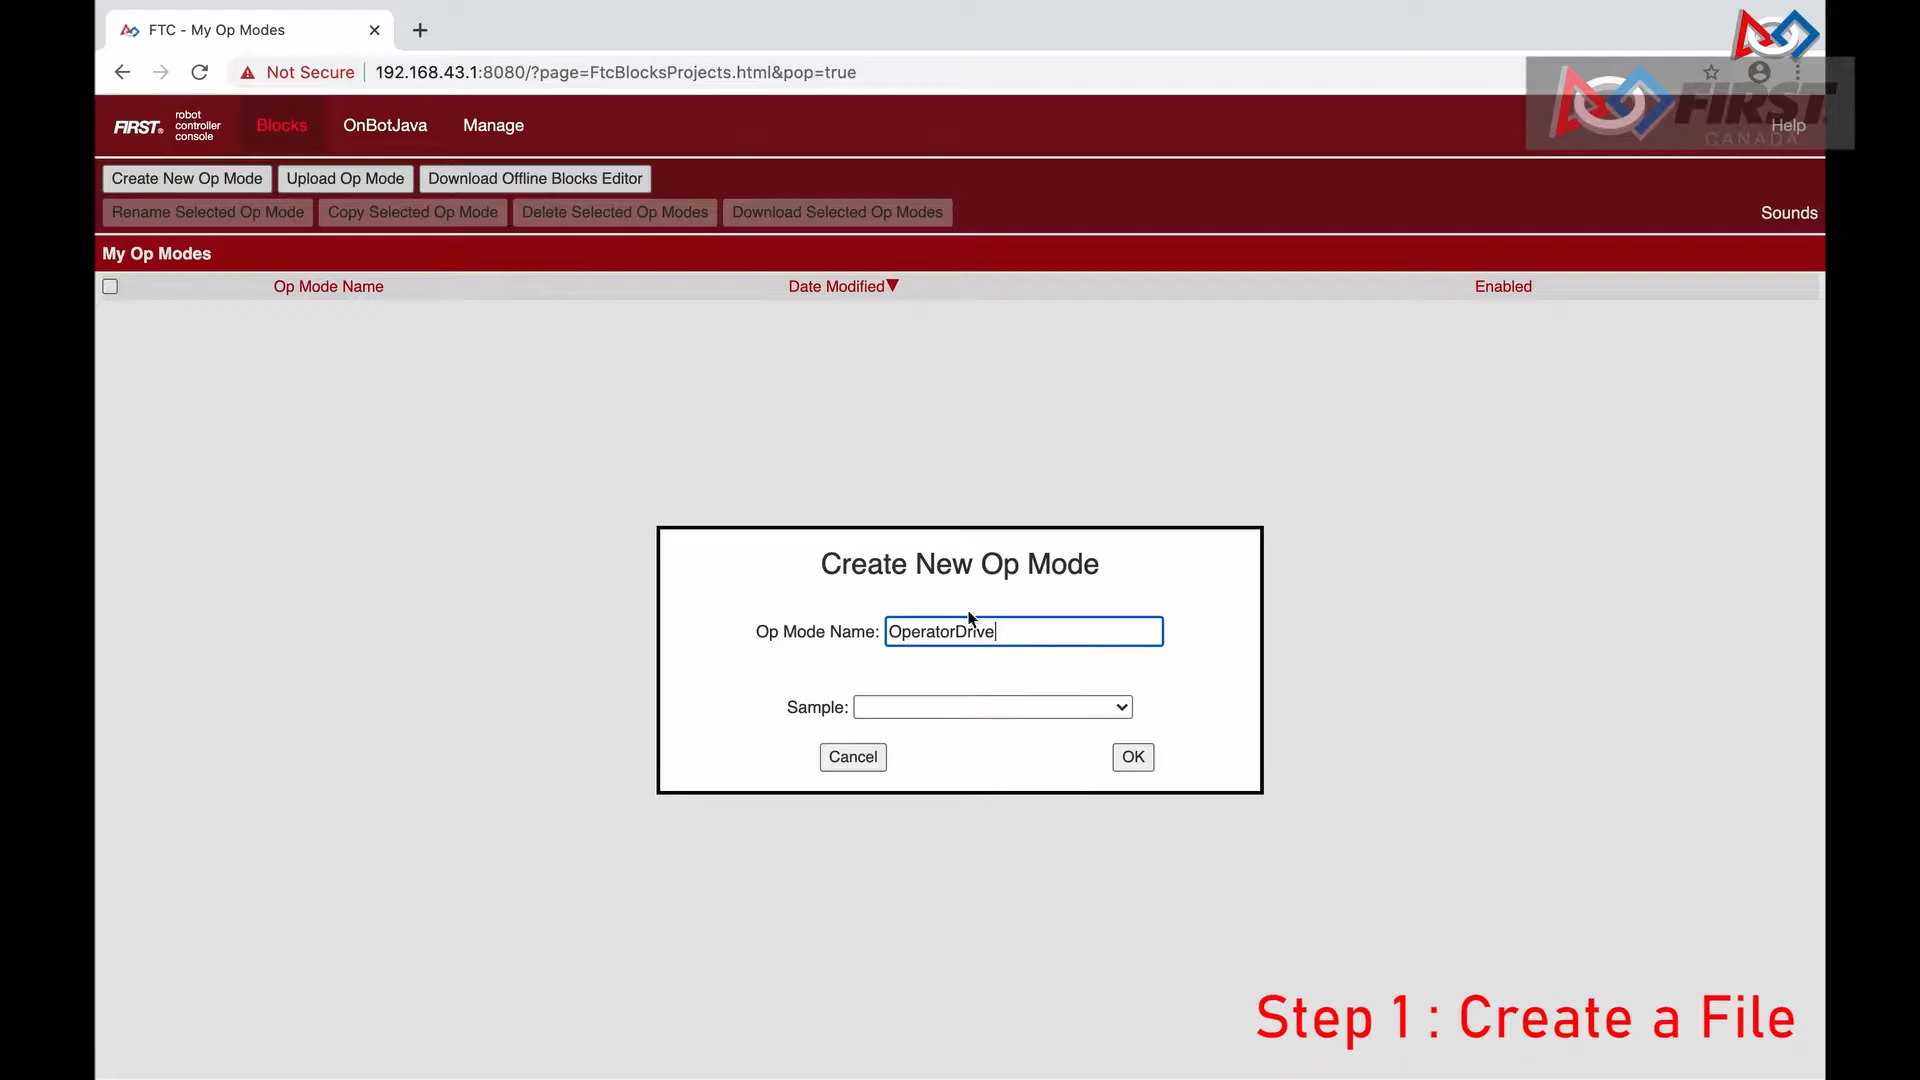 FTC - My Op Modes
Not Secure
192.168.43.1:8080/?page=FtcBlocksProjects.html&pop=true
FIRST
CANADA
FIRST. robot controller console
Blocks
OnBotJava
Manage
Help
Create New Op Mode
Upload Op Mode
Download Offline Blocks Editor
Rename Selected Op Mode
Copy Selected Op Mode
Delete Selected Op Modes
Download Selected Op Modes
Sounds
My Op Modes
Op Mode Name
Date Modified▼
Enabled
Create New Op Mode
Op Mode Name: OperatorDrive
Sample:
Cancel
OK
Step 1 : Create a File